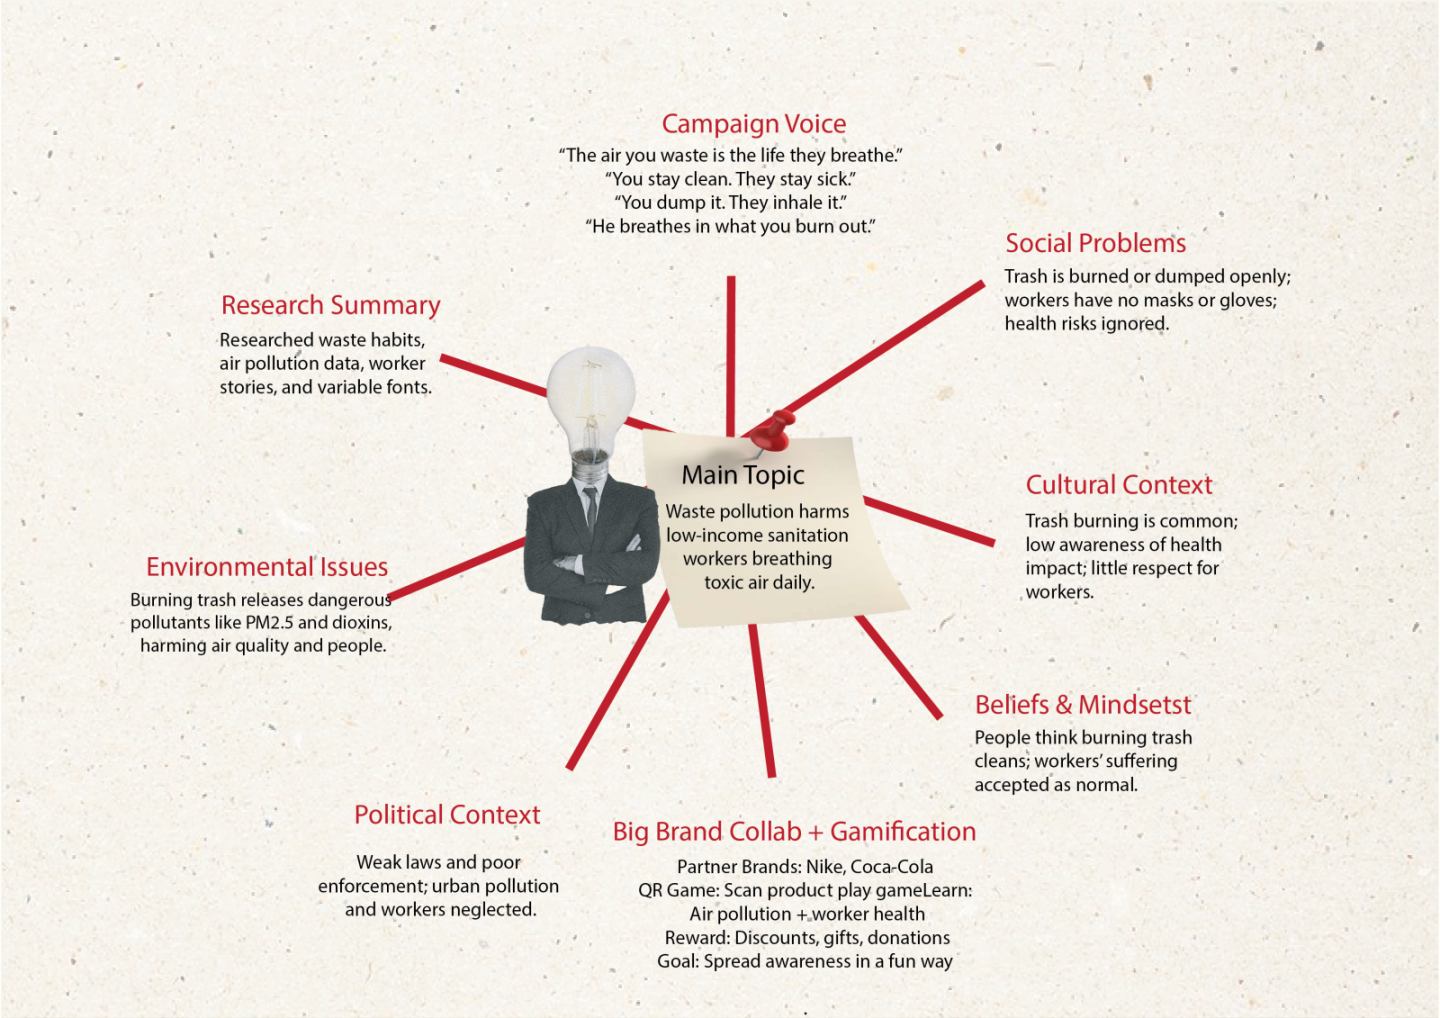 Campaign Voice
“The air you waste is the life they breathe.”
“You stay clean. They stay sick.”
“You dump it. They inhale it.”
“He breathes in what you burn out.”
Social Problems
Trash is burned or dumped openly;
workers have no masks or gloves;
health risks ignored.
Research Summary
Researched waste habits,
air pollution data, worker
stories, and variable fonts.
Main Topic
Waste pollution harms
low-income sanitation
workers breathing
toxic air daily.
Cultural Context
Trash burning is common;
low awareness of health
impact; little respect for
workers.
Environmental Issues
Burning trash releases dangerous
pollutants like PM2.5 and dioxins,
harming air quality and people.
Beliefs & Mindsetst
People think burning trash
cleans; workers’ suffering
accepted as normal.
Political Context
Weak laws and poor
enforcement; urban pollution
and workers neglected.
Big Brand Collab + Gamification
Partner Brands: Nike, Coca-Cola
QR Game: Scan product play gameLearn:
Air pollution + worker health
Reward: Discounts, gifts, donations
Goal: Spread awareness in a fun way